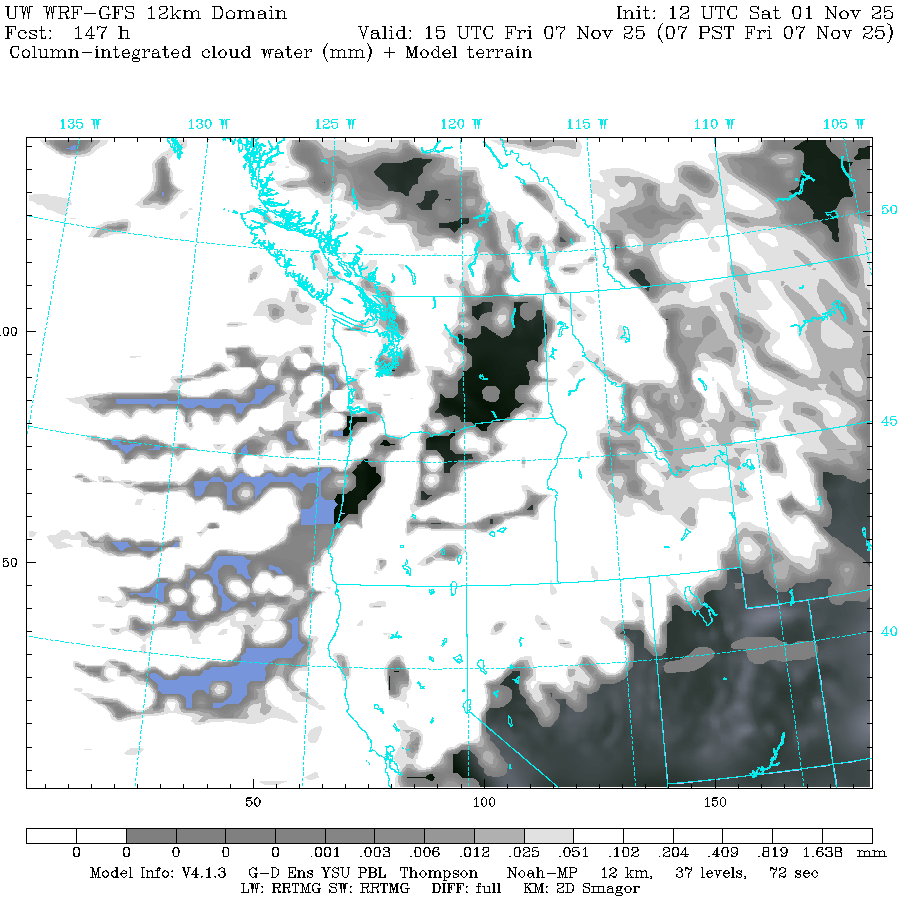 UW WRF-GFS 12km Domain Init: 12 UTC Sat 01 Nov 25
Fcst: 147 h Valid: 15 UTC Fri 07 Nov 25 (07 PST Fri 07 Nov 25)
Column-integrated cloud water (mm) + Model terrain
135 W 130 W 125 W 120 W 115 W 110 W 105 W
50
100
45
50
40
50 100 150
0 0 0 0 .001 .003 .006 .012 .025 .051 .102 .204 .409 .819 1.638 mm
Model Info: V4.1.3 G-D Ens YSU PBL Thompson Noah-MP 12 km, 37 levels, 72 sec
LW: RRTMG SW: RRTMG DIFF: full KM: 2D Smagor